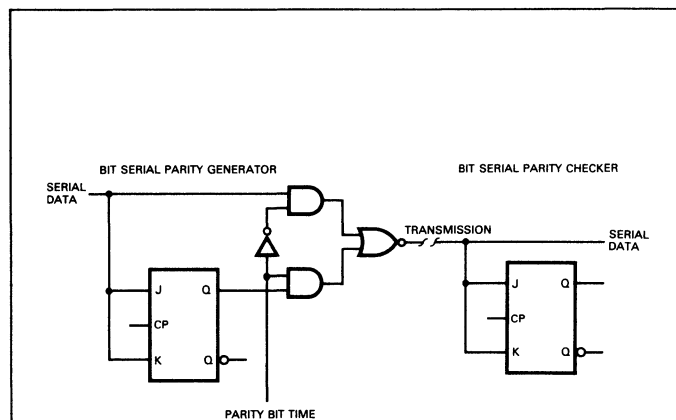 BIT SERIAL PARITY GENERATOR
BIT SERIAL PARITY CHECKER
SERIAL
DATA
TRANSMISSION
SERIAL
DATA
J
Q
CP
K
Q
J
Q
CP
K
Q
PARITY BIT TIME